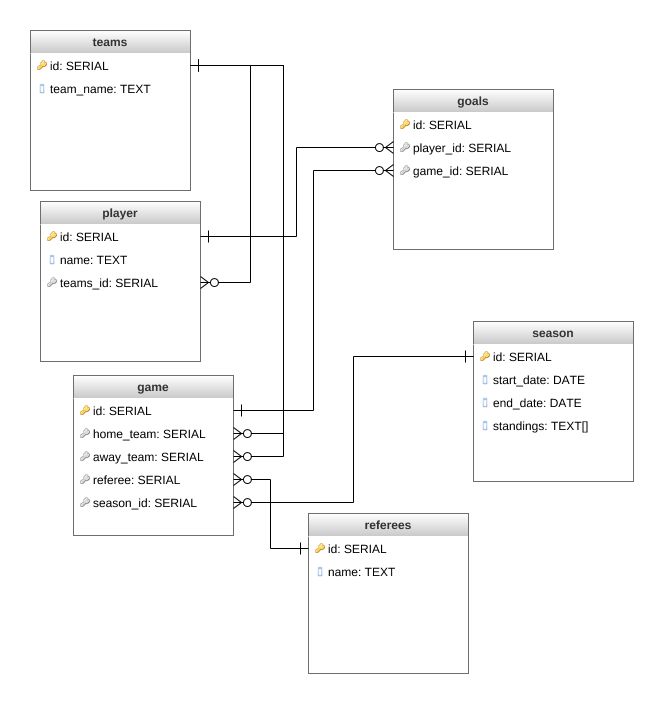 teams
id: SERIAL
team_name: TEXT
goals
id: SERIAL
player_id: SERIAL
game_id: SERIAL
player
id: SERIAL
name: TEXT
teams_id: SERIAL
season
id: SERIAL
start_date: DATE
end_date: DATE
standings: TEXT[]
game
id: SERIAL
home_team: SERIAL
away_team: SERIAL
referee: SERIAL
season_id: SERIAL
referees
id: SERIAL
name: TEXT